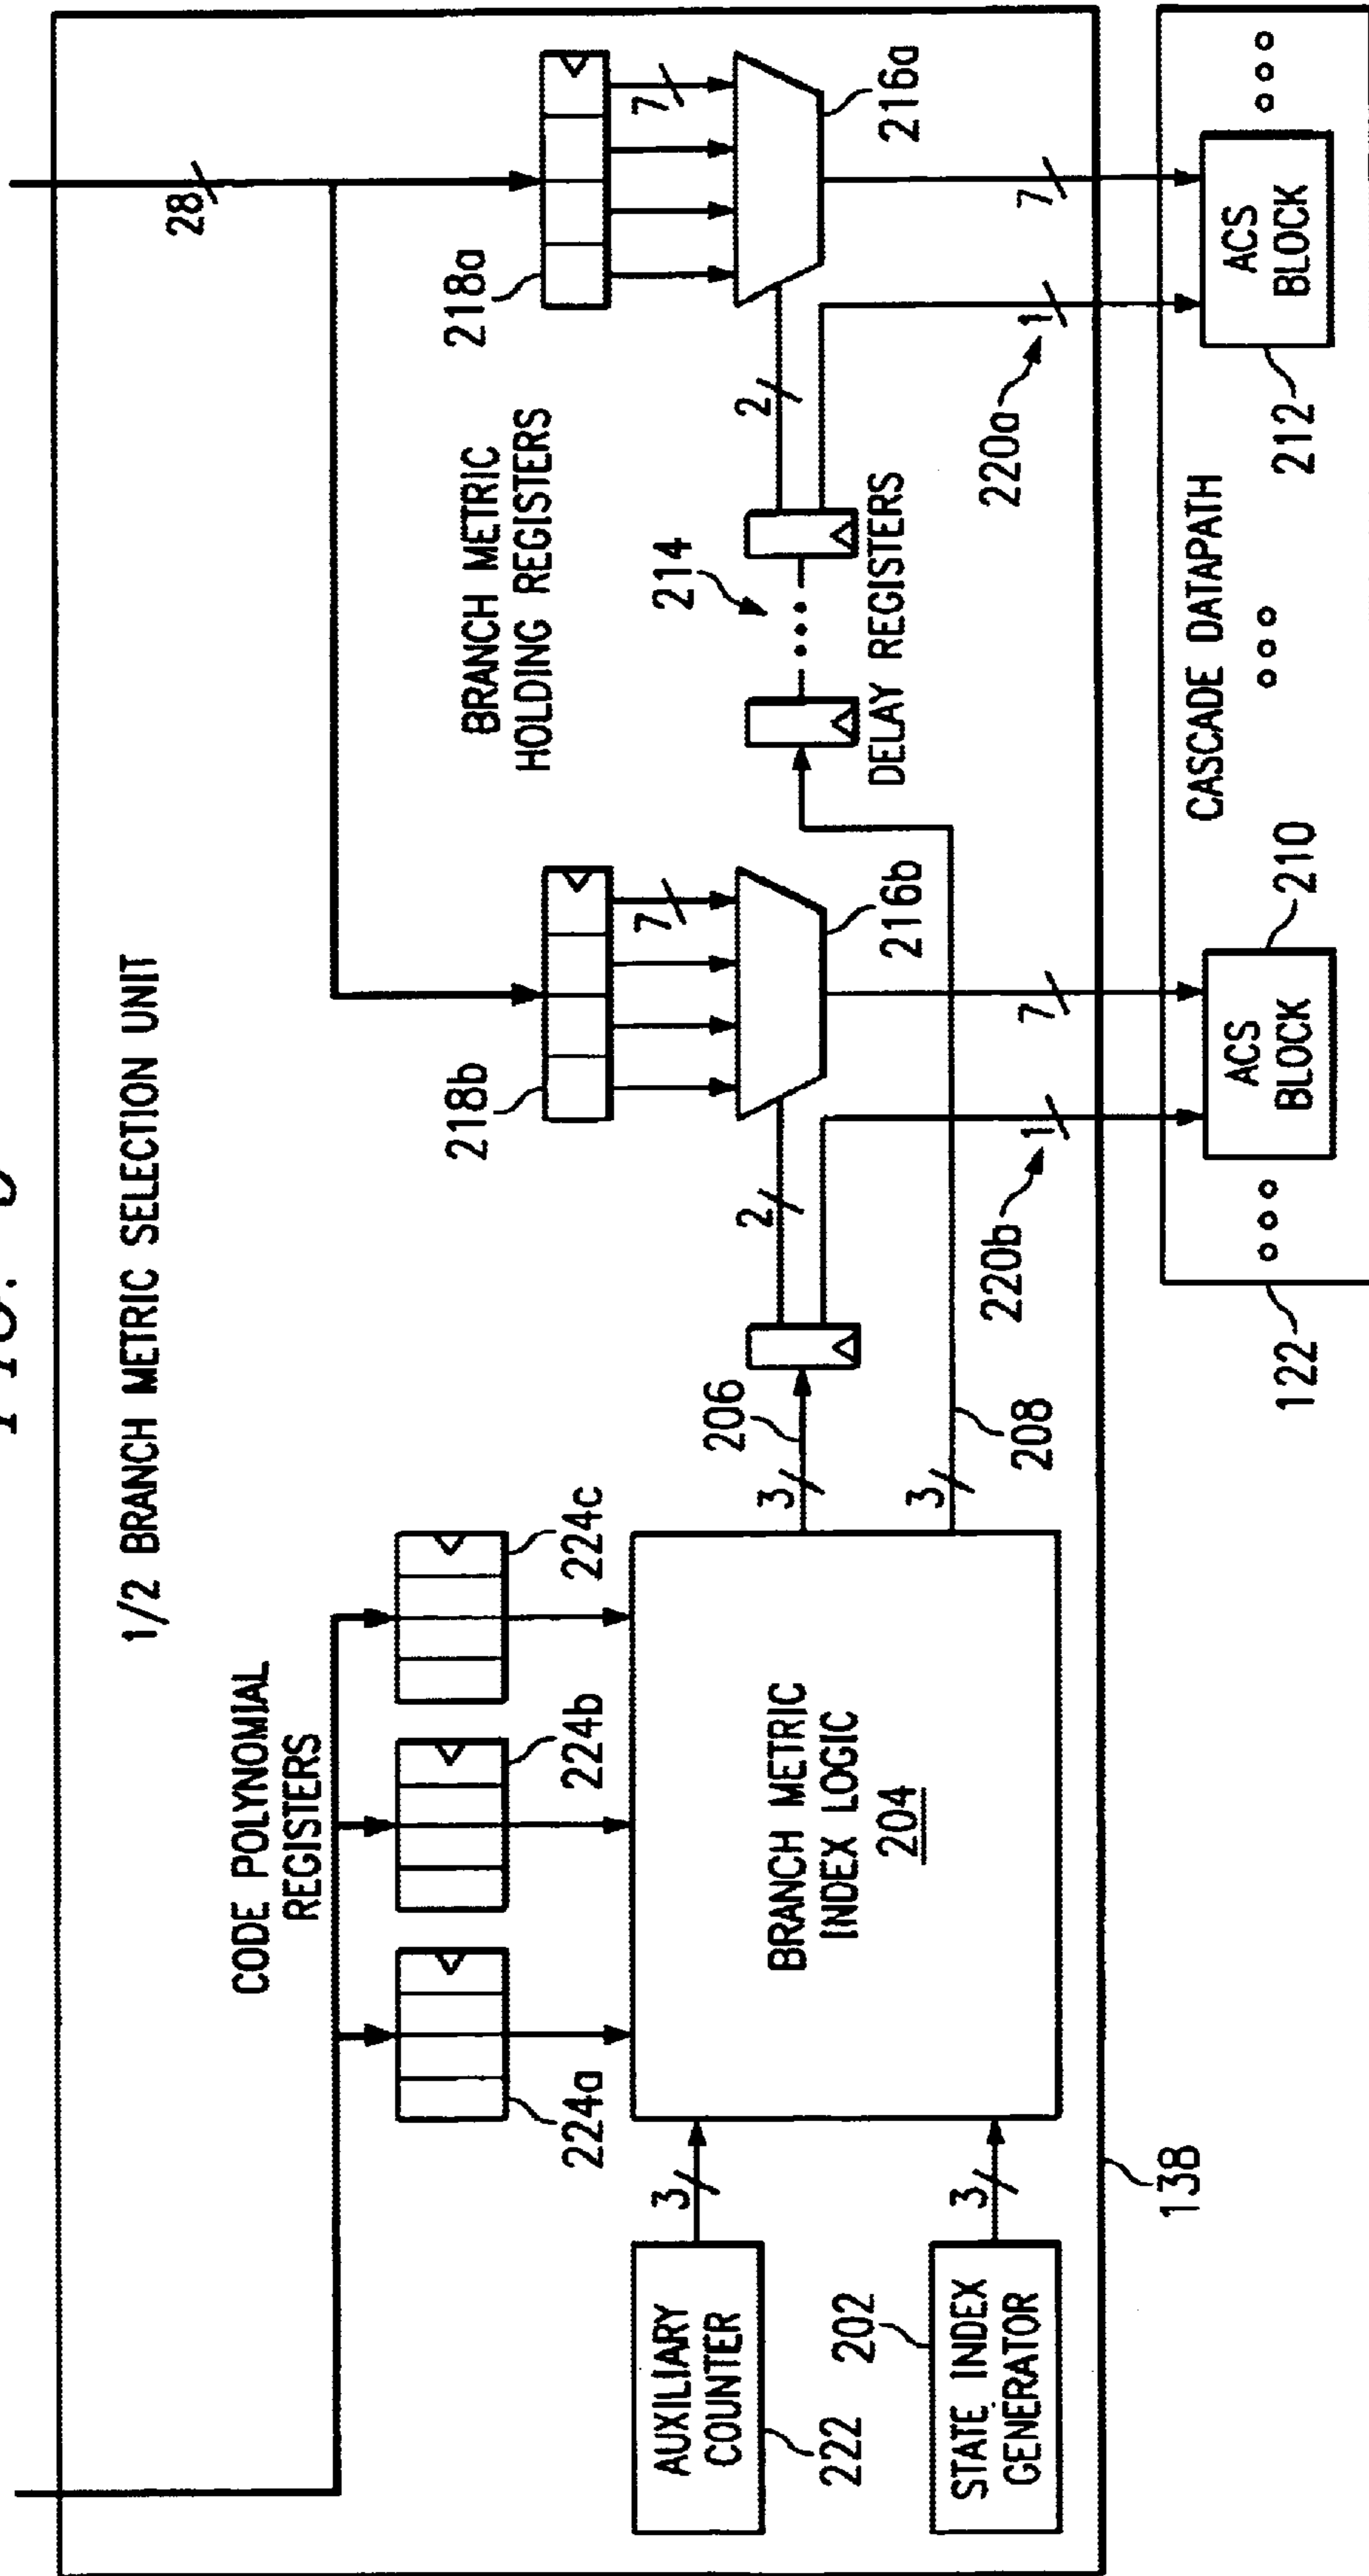 FIG.
1/2 BRANCH METRIC SELECTION UNIT
28
CODE POLYNOMIAL
REGISTERS
224a
224b
224c
218b
218a
7
7
BRANCH METRIC
HOLDING REGISTERS
216b
216a
AUXILIARY
COUNTER
222
3
BRANCH METRIC
INDEX LOGIC
204
3
206
2
214
2
DELAY REGISTERS
202
STATE INDEX
GENERATOR
3
3
208
220b
1
7
220a
1
7
138
122
ACS
BLOCK
210
CASCADE DATAPATH
212
ACS
BLOCK